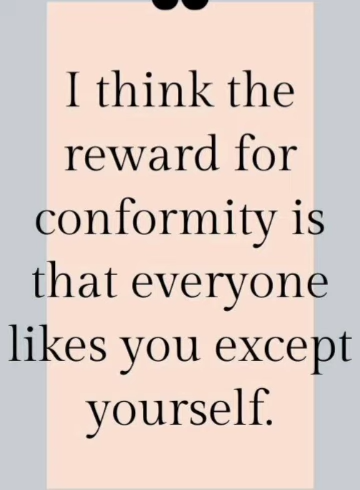 I think the
reward for
conformity is
that everyone
likes you except
yourself.